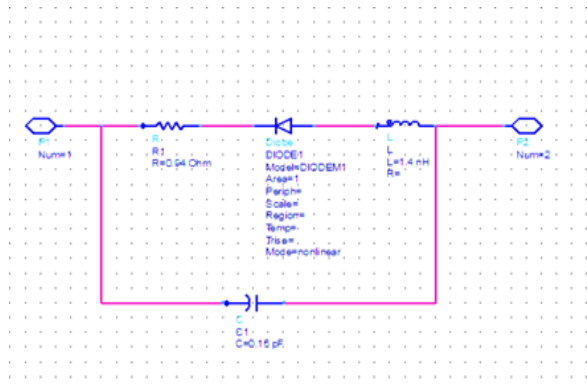 P1
Num=1
R
R1
R=0.94 Ohm
Diode
DIODE1
Model=DIODEM1
Area=1
Periph=
Scale=
Region=
Temp=
Trise=
Mode=nonlinear
L
L
L=1.4 nH
R=
P2
Num=2
C
C1
C=0.15 pF